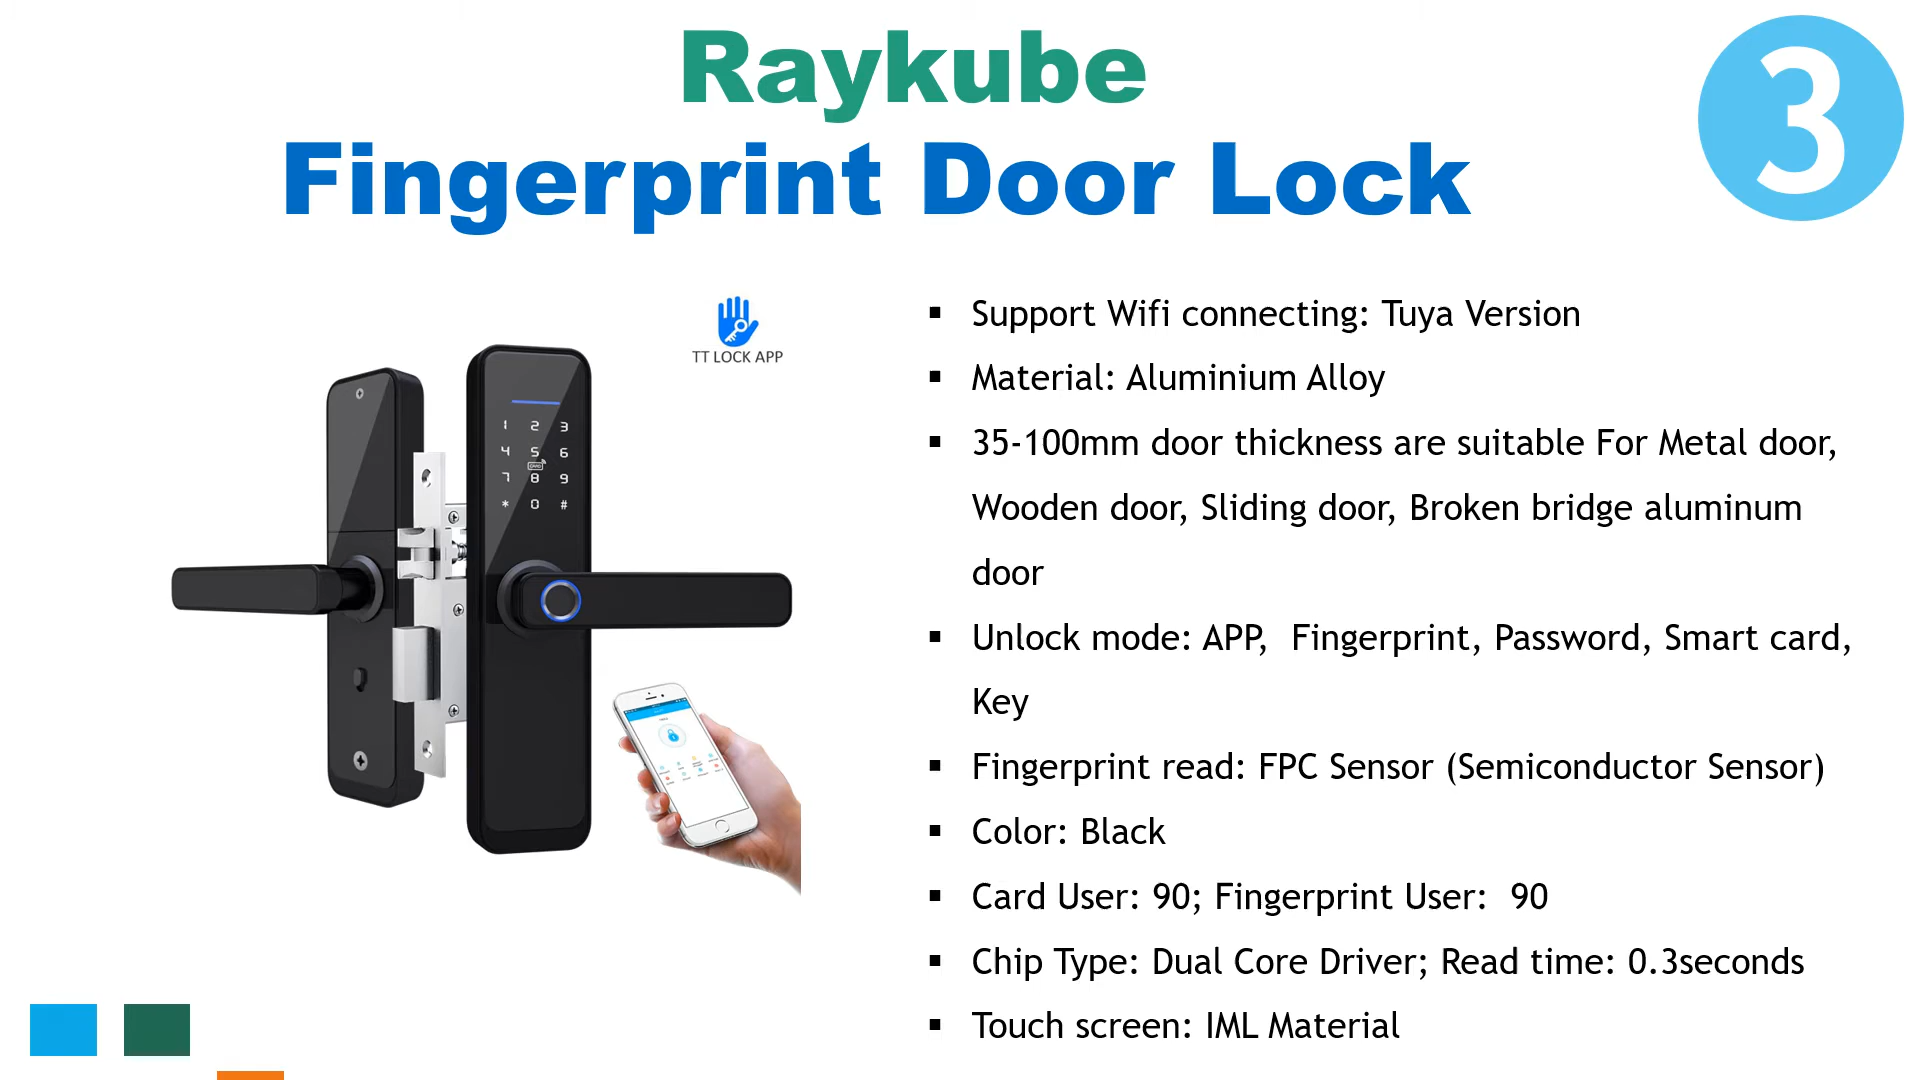 Raykube
Fingerprint Door Lock
3
TT LOCK APP
1 2 3
4 5 6
7 8 9
* 0 #
▪ Support Wifi connecting: Tuya Version
▪ Material: Aluminium Alloy
▪ 35-100mm door thickness are suitable For Metal door,
Wooden door, Sliding door, Broken bridge aluminum
door
▪ Unlock mode: APP,  Fingerprint, Password, Smart card,
Key
▪ Fingerprint read: FPC Sensor (Semiconductor Sensor)
▪ Color: Black
▪ Card User: 90; Fingerprint User:  90
▪ Chip Type: Dual Core Driver; Read time: 0.3seconds
▪ Touch screen: IML Material